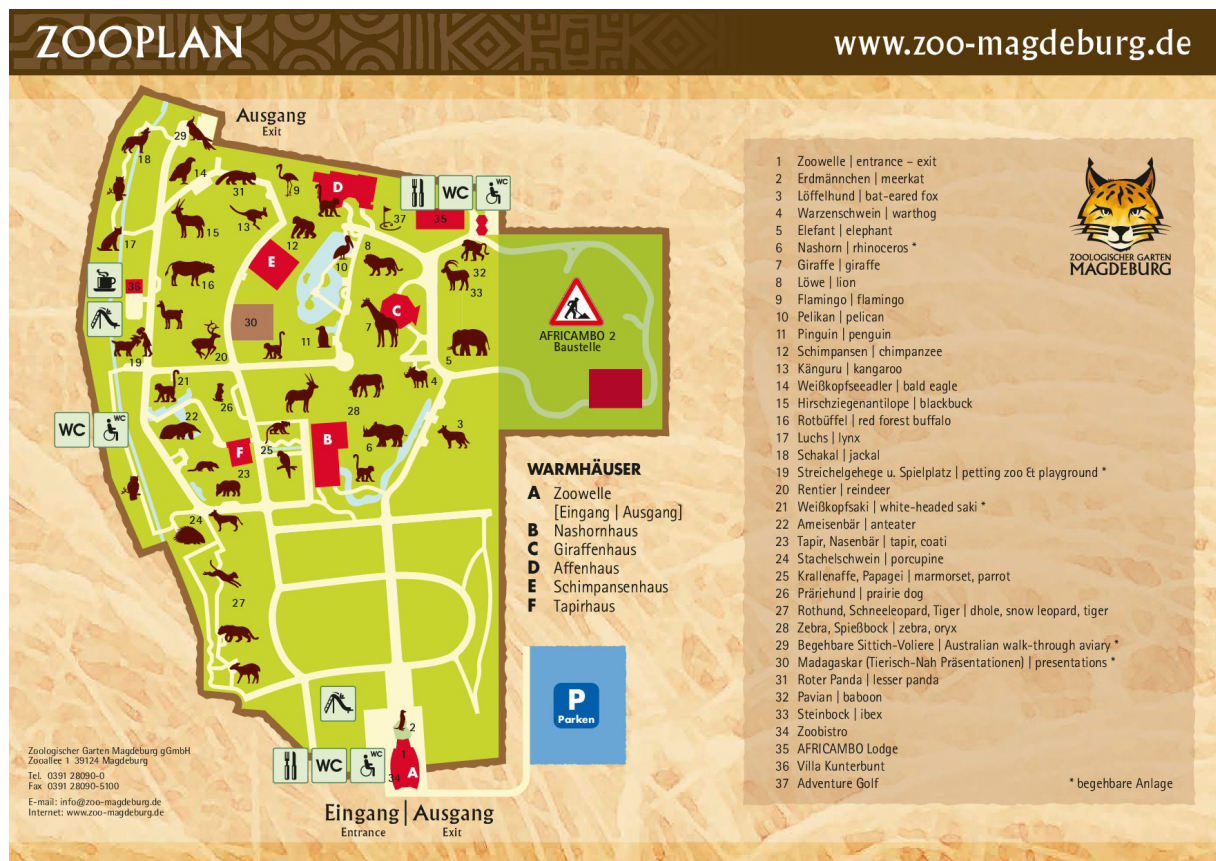 ZOOPLAN
www.zoo-magdeburg.de
Ausgang
Exit
29
18
14
31
9
D
WC
WC
37
35
13
15
12
8
17
10
32
E
16
33
36
C
30
7
AFRICAMBO 2
Baustelle
11
20
5
19
21
4
26
28
22
WC
WC
B
3
25
6
F
23
24
27
WARMHÄUSER
A Zoowelle
[Eingang | Ausgang]
B Nashornhaus
C Giraffenhaus
D Affenhaus
E Schimpansenhaus
F Tapirhaus
P
Parken
2
1
WC
WC
34
A
Eingang | Ausgang
Entrance Exit
Zoologischer Garten Magdeburg gGmbH
Zooallee 1 39124 Magdeburg
Tel. 0391 28090-0
Fax 0391 28090-5100
E-mail: info@zoo-magdeburg.de
Internet: www.zoo-magdeburg.de
1 Zoowelle | entrance – exit
2 Erdmännchen | meerkat
3 Löffelhund | bat-eared fox
4 Warzenschwein | warthog
5 Elefant | elephant
6 Nashorn | rhinoceros *
7 Giraffe | giraffe
8 Löwe | lion
9 Flamingo | flamingo
10 Pelikan | pelican
11 Pinguin | penguin
12 Schimpansen | chimpanzee
13 Känguru | kangaroo
14 Weißkopfseeadler | bald eagle
15 Hirschziegenantilope | blackbuck
16 Rotbüffel | red forest buffalo
17 Luchs | lynx
18 Schakal | jackal
19 Streichelgehege u. Spielplatz | petting zoo & playground *
20 Rentier | reindeer
21 Weißkopfsaki | white-headed saki *
22 Ameisenbär | anteater
23 Tapir, Nasenbär | tapir, coati
24 Stachelschwein | porcupine
25 Krallenaffe, Papagei | marmorset, parrot
26 Präriehund | prairie dog
27 Rothund, Schneeleopard, Tiger | dhole, snow leopard, tiger
28 Zebra, Spießbock | zebra, oryx
29 Begehbare Sittich-Voliere | Australian walk-through aviary *
30 Madagaskar (Tierisch-Nah Präsentationen) | presentations *
31 Roter Panda | lesser panda
32 Pavian | baboon
33 Steinbock | ibex
34 Zoobistro
35 AFRICAMBO Lodge
36 Villa Kunterbunt
37 Adventure Golf
* begehbare Anlage
ZOOLOGISCHER GARTEN
MAGDEBURG